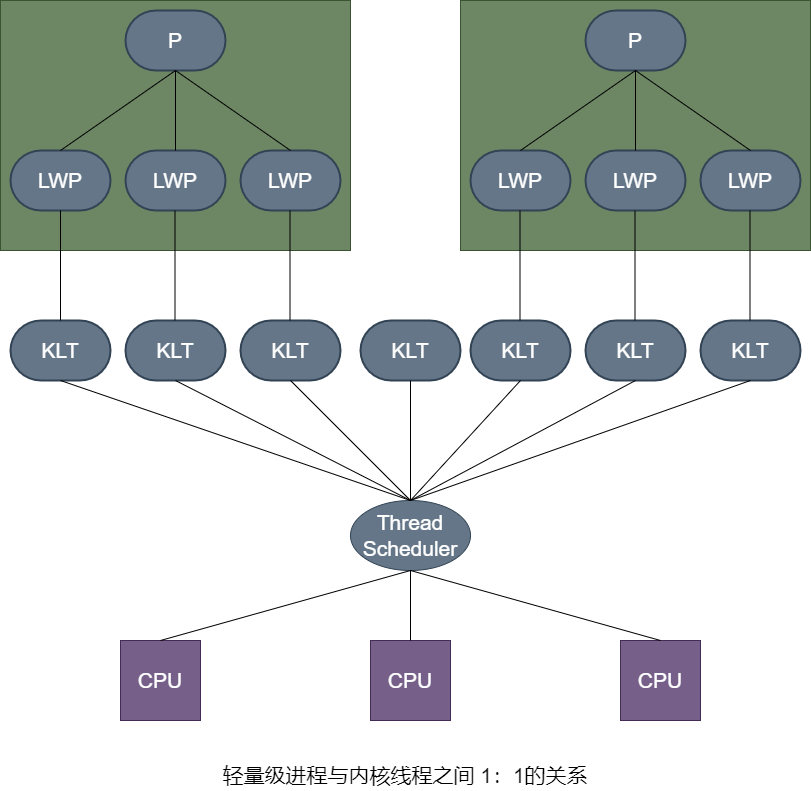 P
P
LWP
LWP
LWP
LWP
LWP
LWP
KLT
KLT
KLT
KLT
KLT
KLT
KLT
Thread
Scheduler
CPU
CPU
CPU
轻量级进程与内核线程之间 1：1的关系